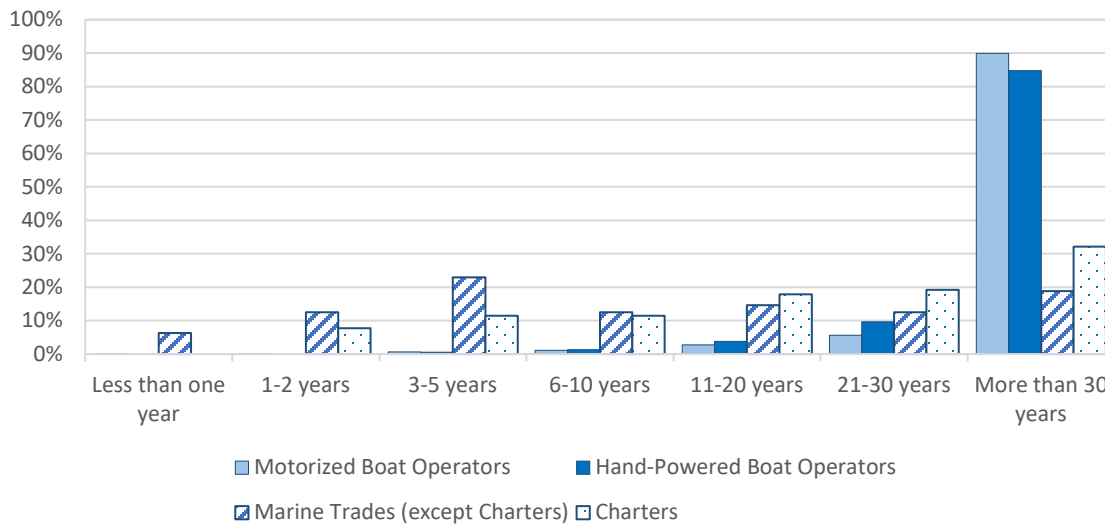 100%
90%
80%
70%
60%
50%
40%
30%
20%
10%
0%
Less than one 1-2 years 3-5 years 6-10 years 11-20 years 21-30 years More than 30
year years
Motorized Boat Operators Hand-Powered Boat Operators
Marine Trades (except Charters) Charters